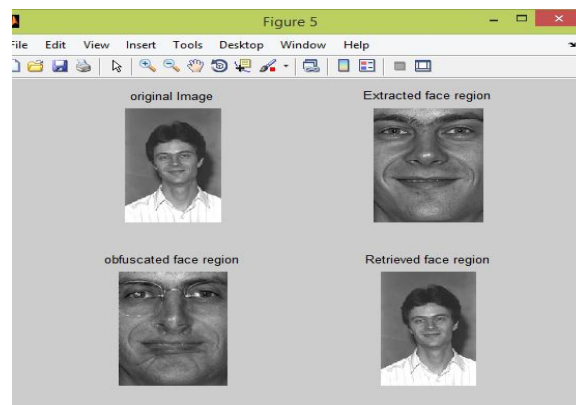 Figure 5
File Edit View Insert Tools Desktop Window Help
original Image
Extracted face region
obfuscated face region
Retrieved face region